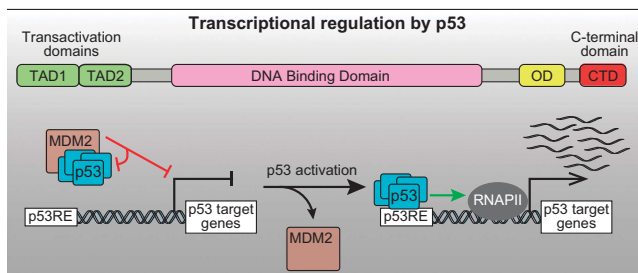 Transcriptional regulation by p53
Transactivation
domains
C-terminal
domain
TAD1
TAD2
DNA Binding Domain
OD
CTD
MDM2
p53
p53RE
p53 target
genes
p53 activation
MDM2
p53
p53RE
RNAPII
p53 target
genes